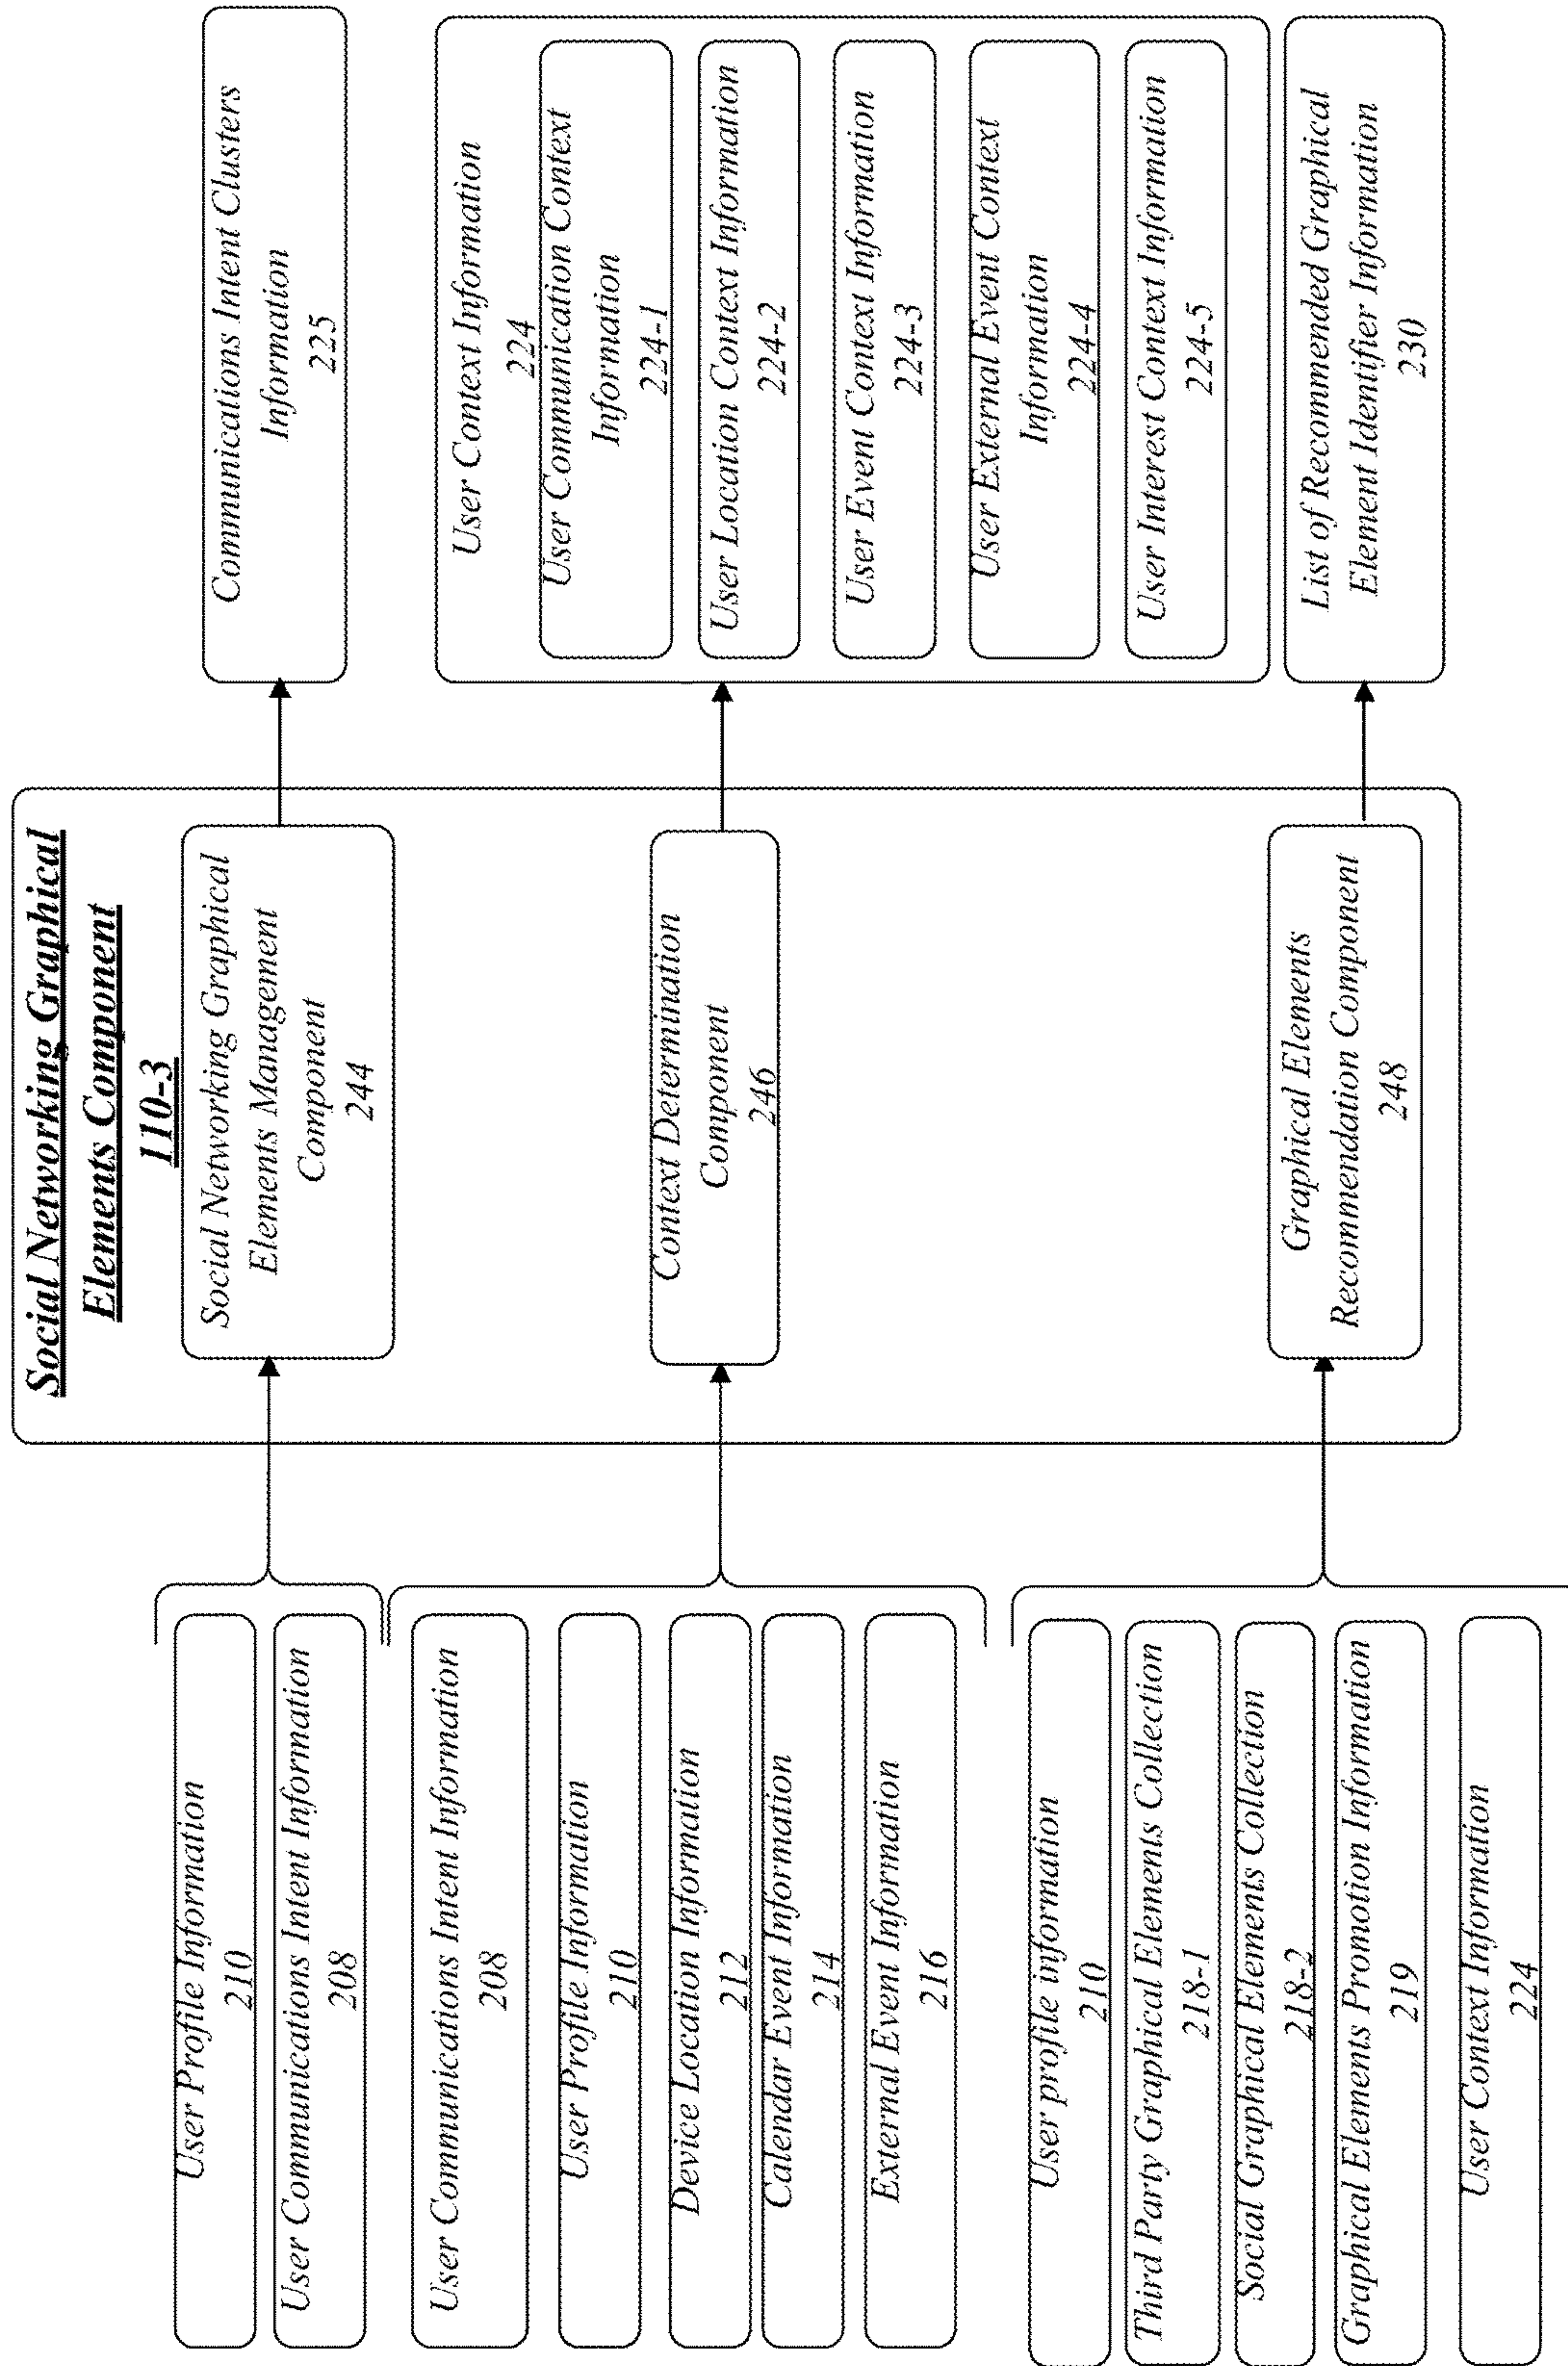 Social Networking Graphical
Elements Component
110-3
User Profile Information
210
User Communications Intent Information
208
Social Networking Graphical
Elements Management
Component
244
Communications Intent Clusters
Information
225
User Communications Intent Information
208
User Profile Information
210
Device Location Information
212
Calendar Event Information
214
External Event Information
216
Context Determination
Component
246
User Context Information
224
User Communication Context
Information
224-1
User Location Context Information
224-2
User Event Context Information
224-3
User External Event Context
Information
224-4
User Interest Context Information
224-5
User profile information
210
Third Party Graphical Elements Collection
218-1
Social Graphical Elements Collection
218-2
Graphical Elements Promotion Information
219
User Context Information
224
Graphical Elements
Recommendation Component
248
List of Recommended Graphical
Element Identifier Information
230